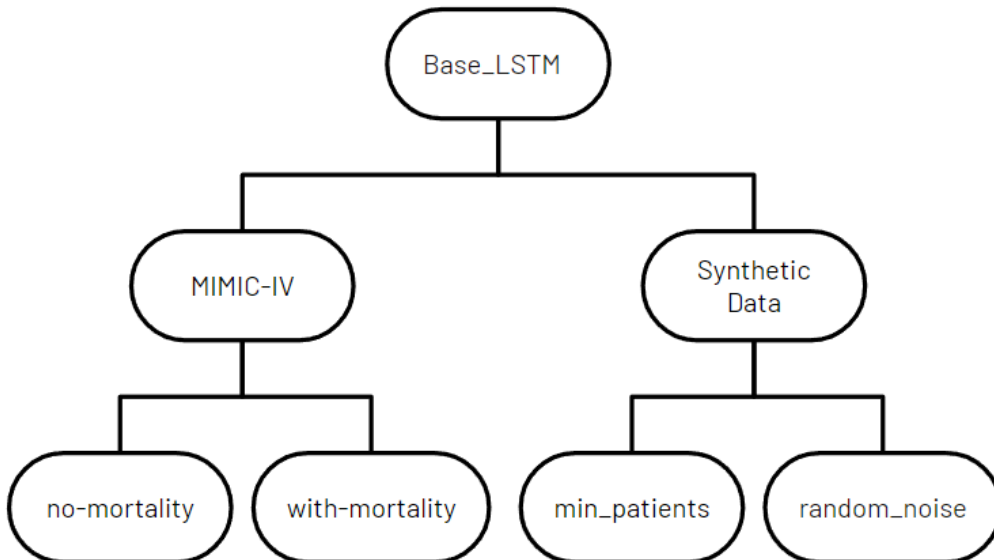 Base_LSTM
MIMIC-IV
Synthetic
Data
no-mortality
with-mortality
min_patients
random_noise